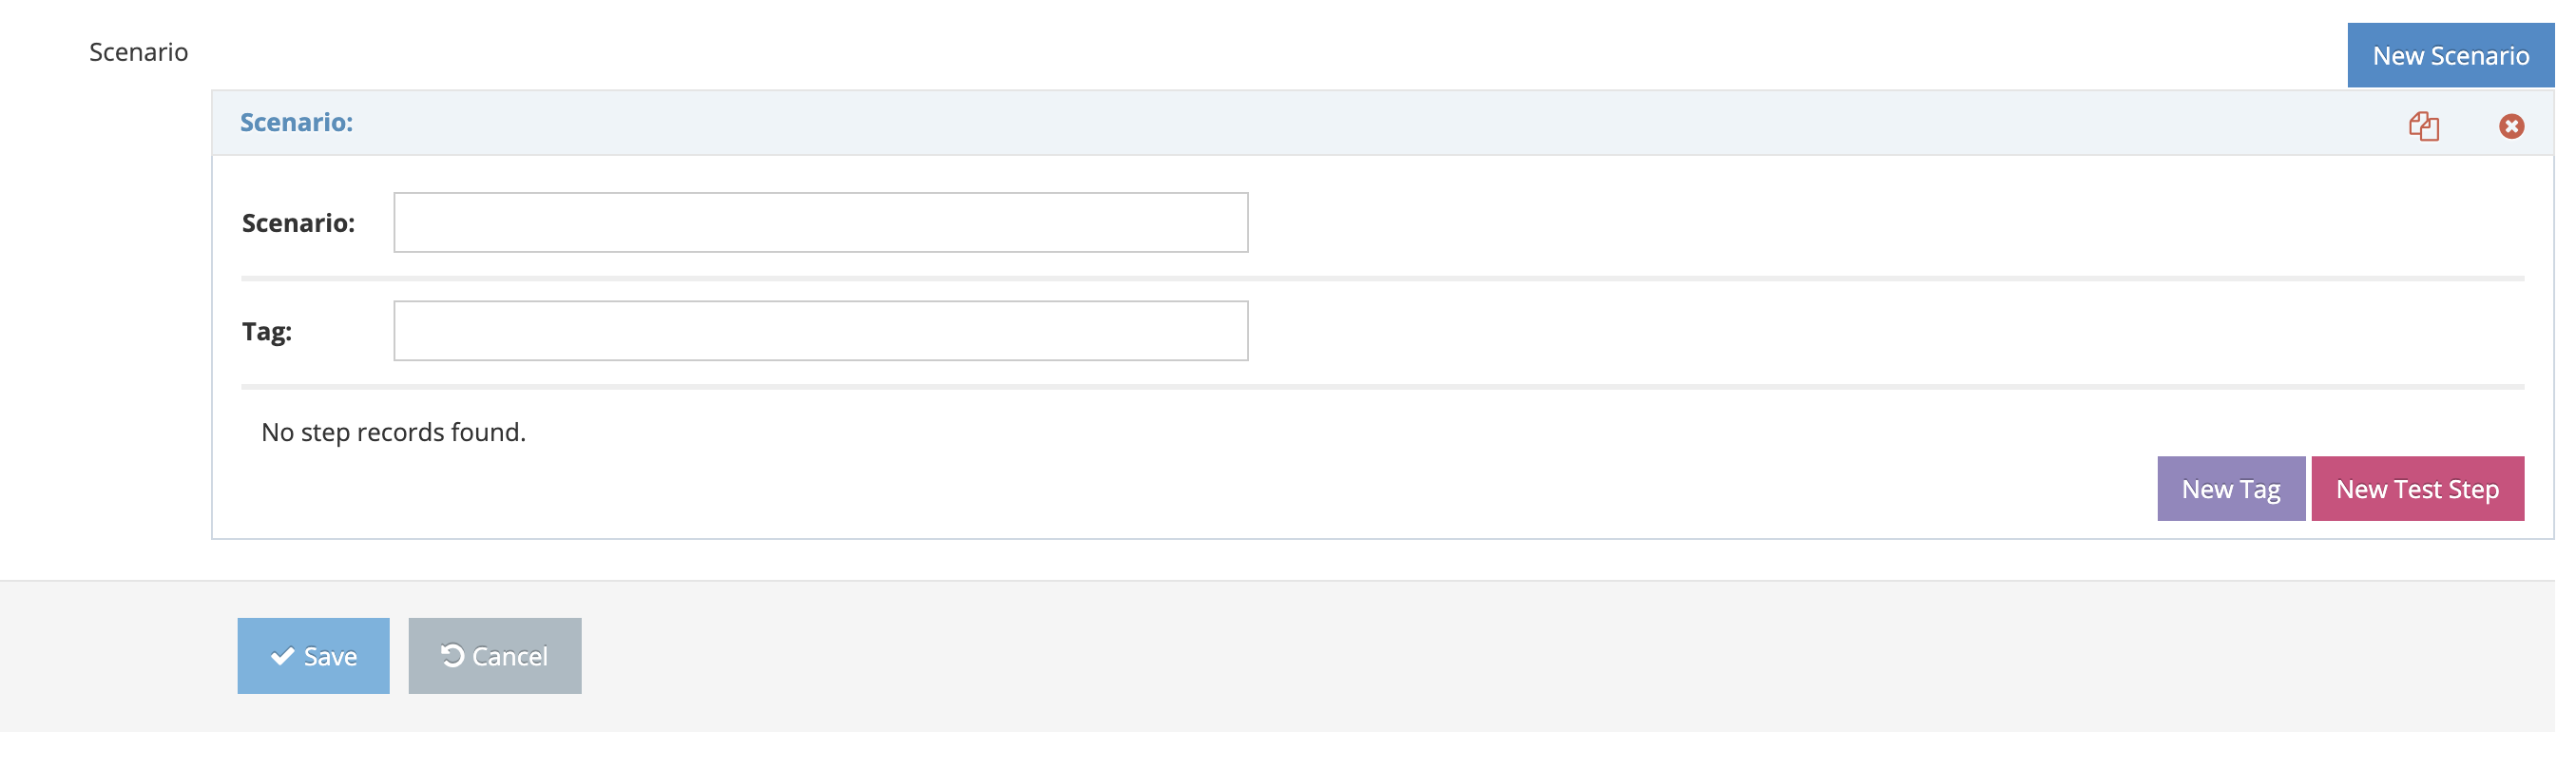 Scenario
New Scenario
Scenario:
Scenario:
Tag:
No step records found.
New Tag
New Test Step
Save
Cancel